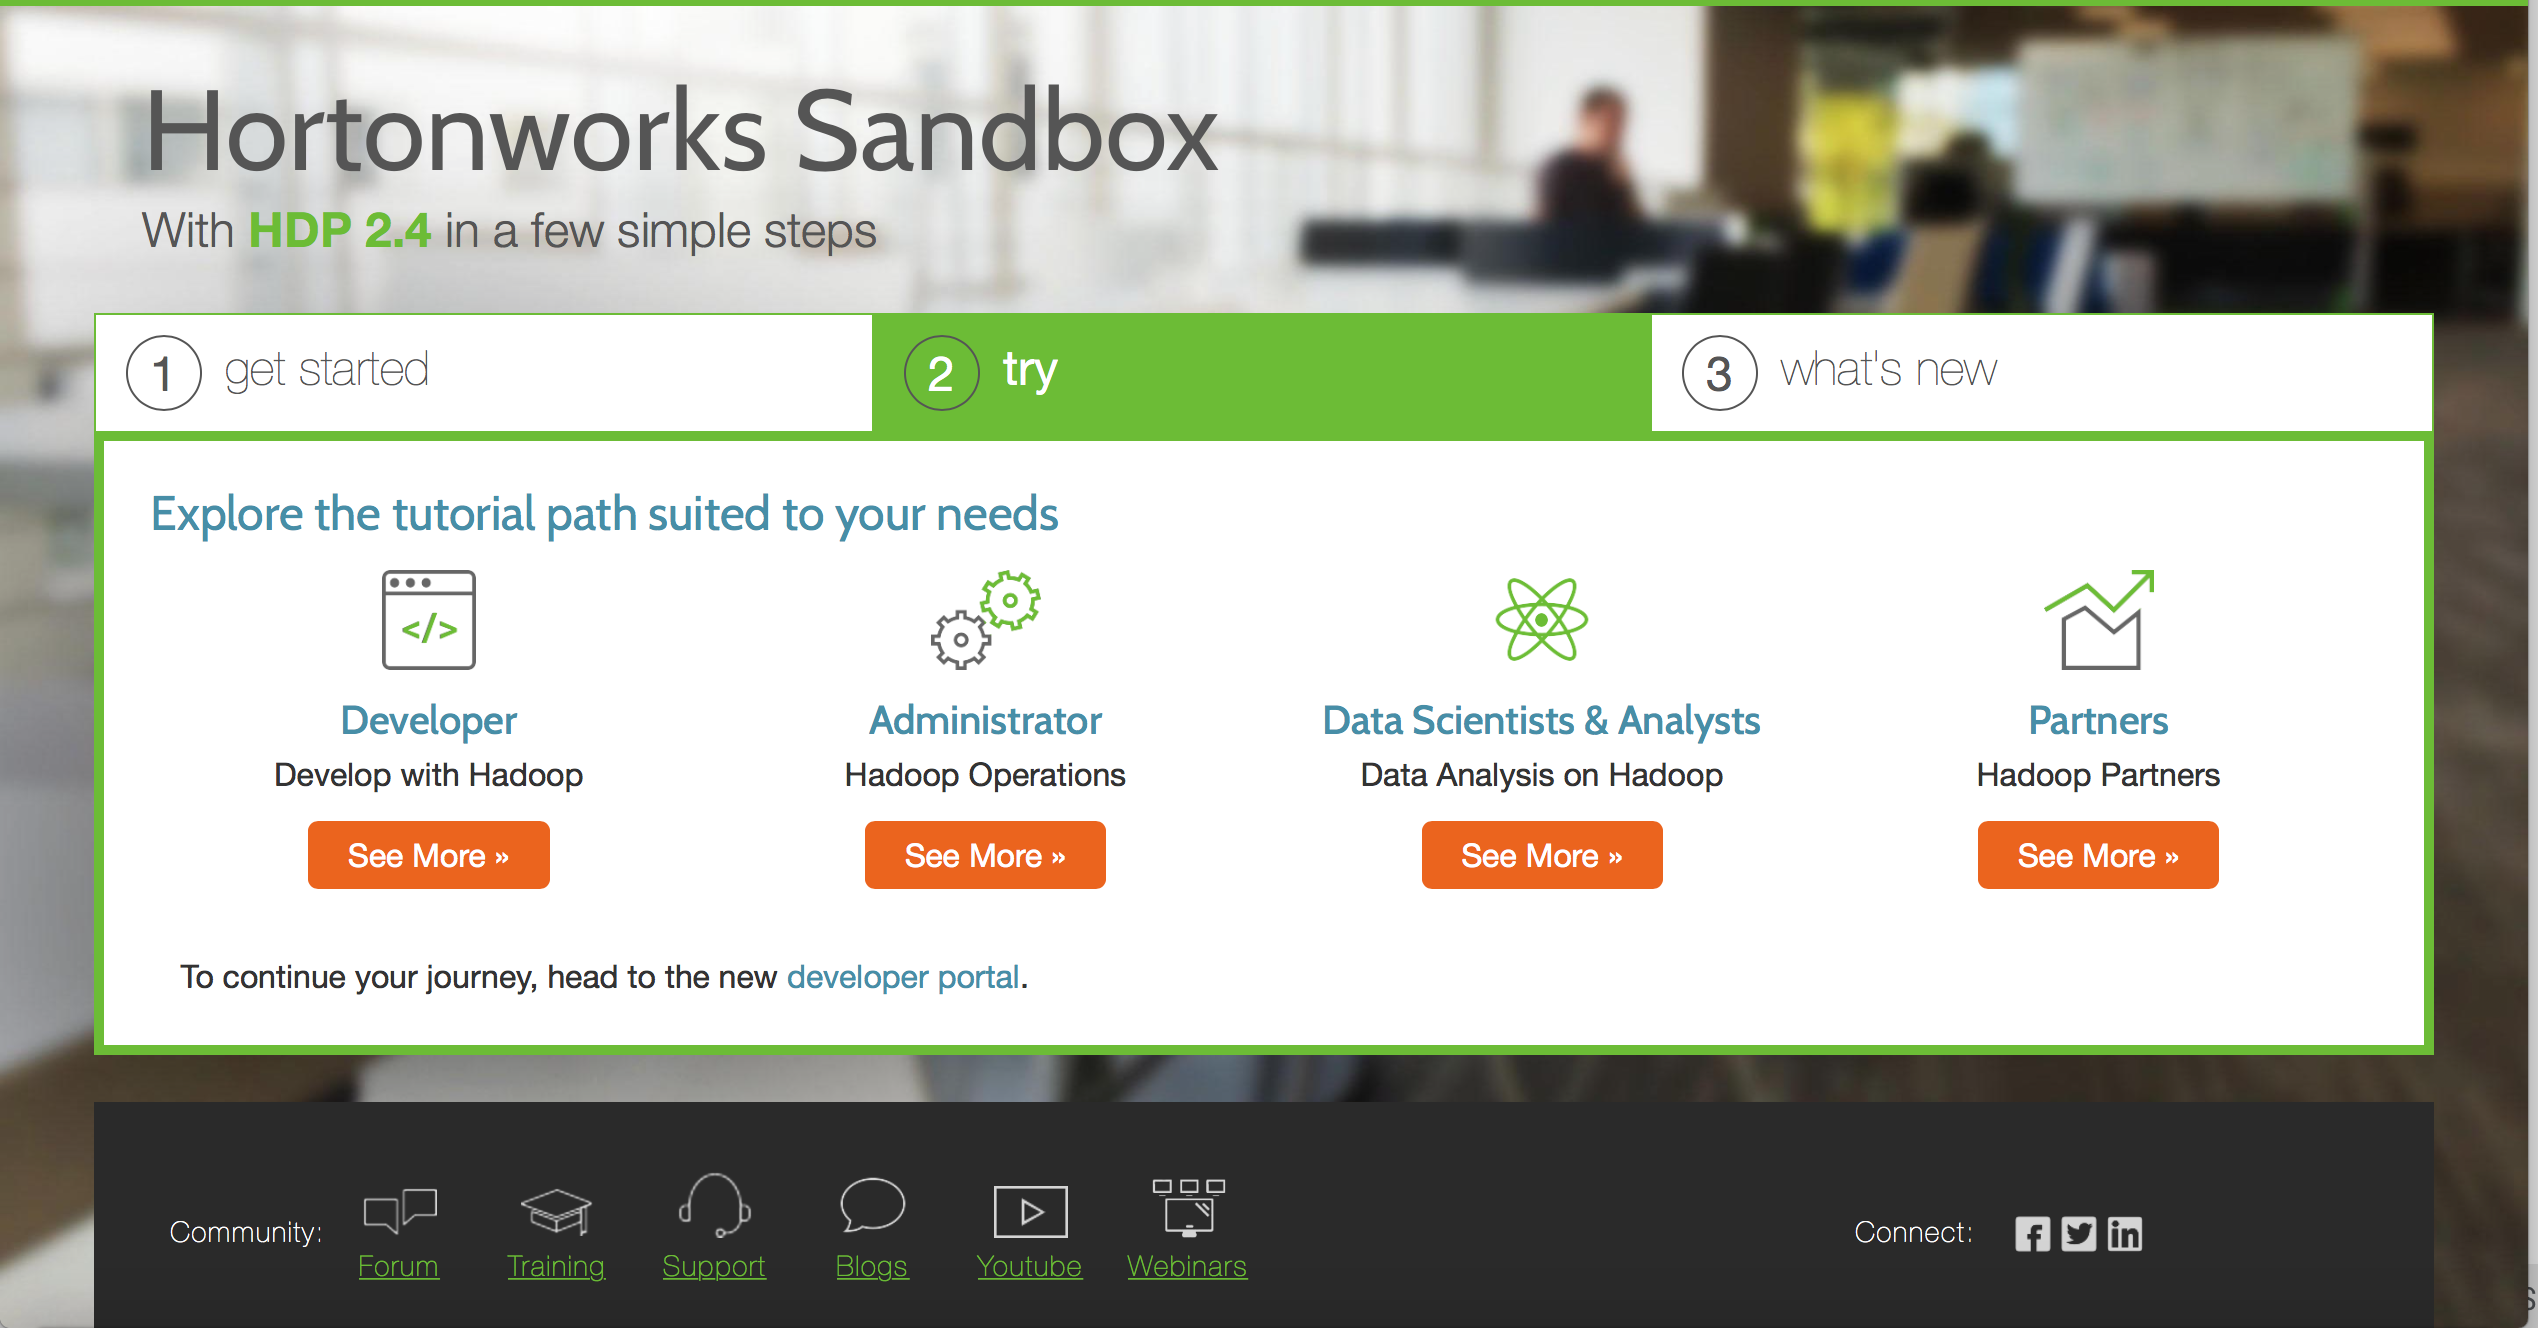 Hortonworks Sandbox
With HDP 2.4 in a few simple steps
1 get started
2 try
3 what's new
Explore the tutorial path suited to your needs
</>
Developer
Develop with Hadoop
See More »
Administrator
Hadoop Operations
See More »
Data Scientists & Analysts
Data Analysis on Hadoop
See More »
Partners
Hadoop Partners
See More »
To continue your journey, head to the new developer portal.
Community:
Forum
Training
Support
Blogs
Youtube
Webinars
Connect:
f
in